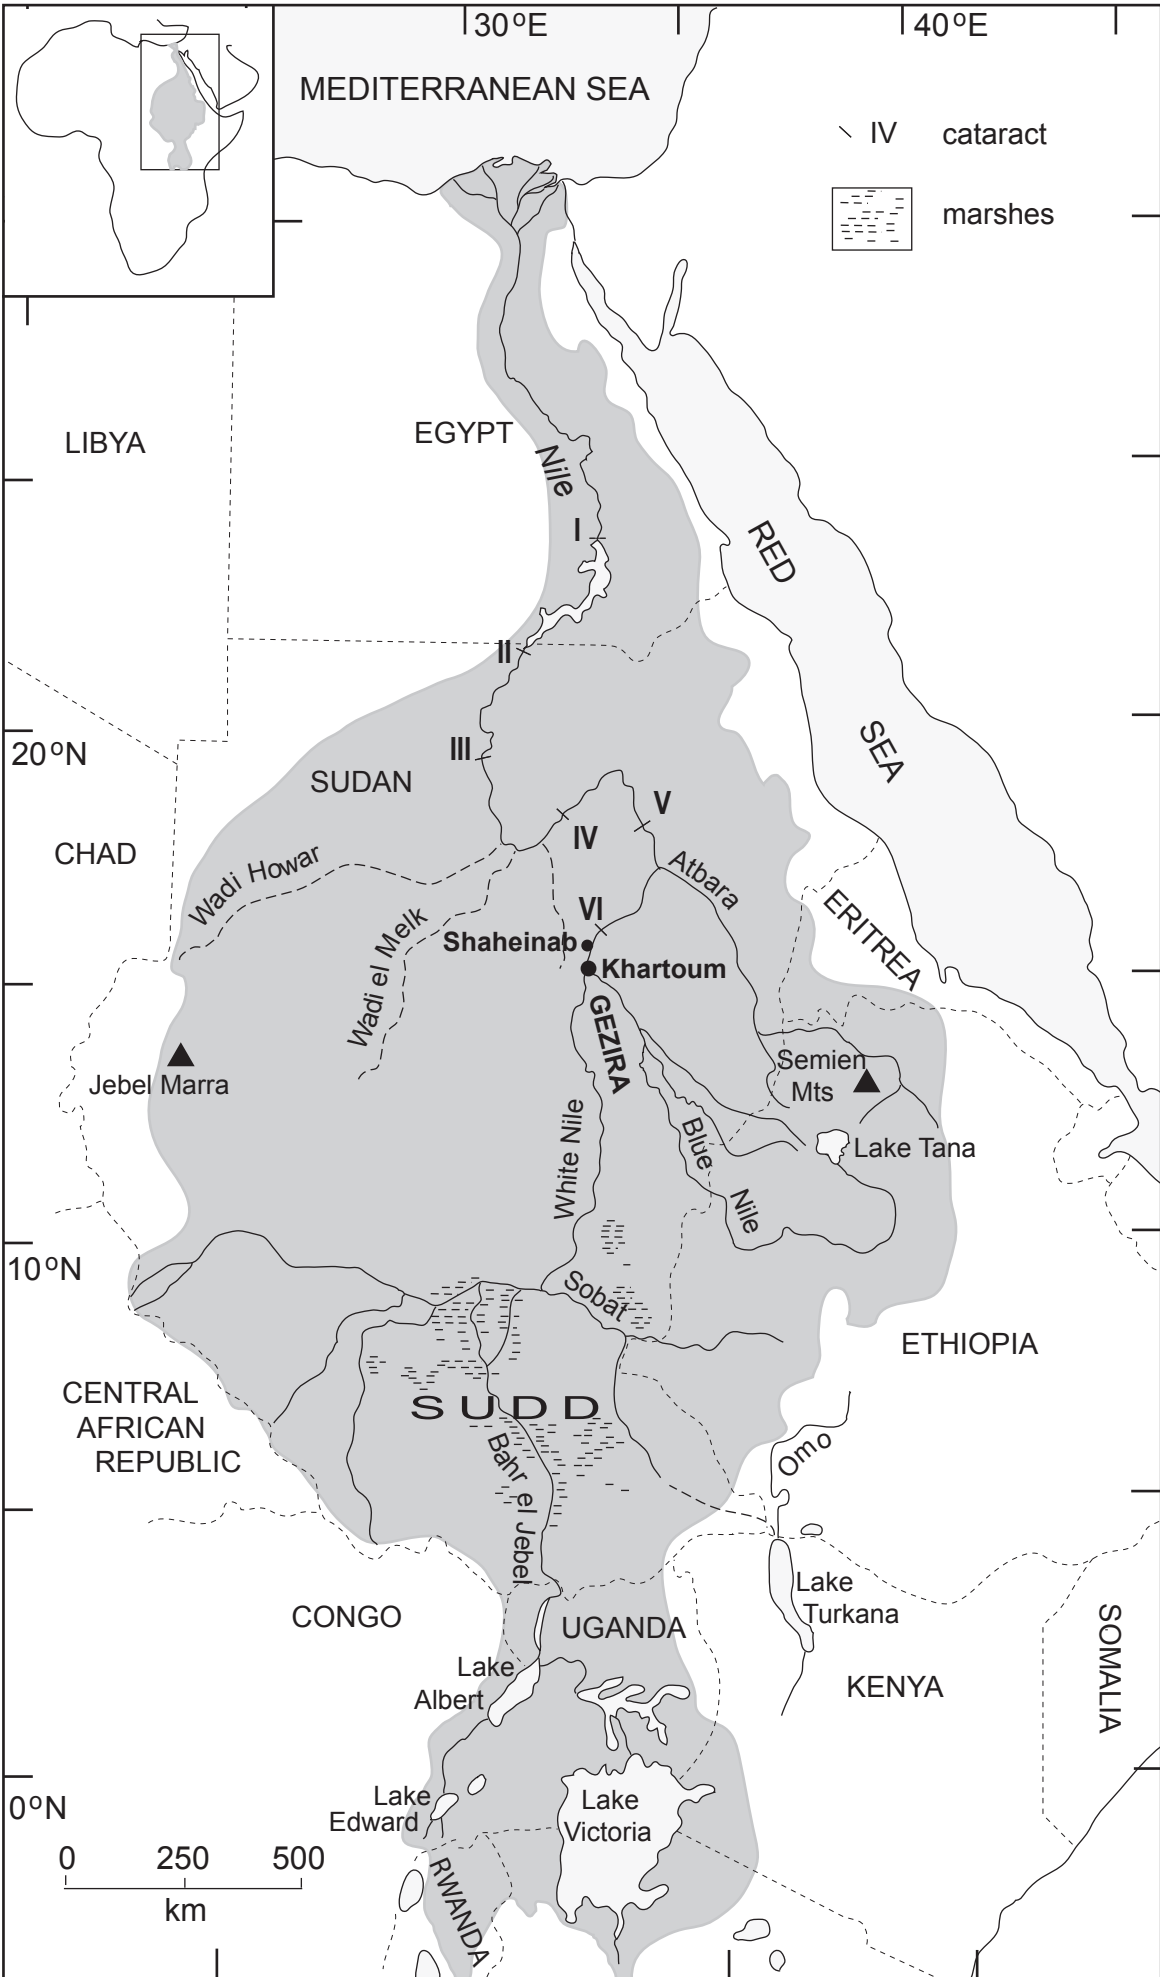 30°E
40°E
MEDITERRANEAN SEA
IV
cataract
marshes
LIBYA
EGYPT
Nile
I
RED
SEA
II
20°N
III
SUDAN
V
IV
CHAD
Wadi Howar
Atbara
VI
Wadi el Melk
ERITREA
Shaheinab
Khartoum
GEZIRA
Jebel Marra
Semien
Mts
White Nile
Blue
Nile
Lake Tana
10°N
Sobat
ETHIOPIA
CENTRAL
AFRICAN
REPUBLIC
SUDD
Bahr el Jebel
Omo
Lake
Turkana
CONGO
UGANDA
SOMALIA
Lake
Albert
KENYA
Lake
Edward
Lake
Victoria
0°N
0 250 500
km
RWANDA